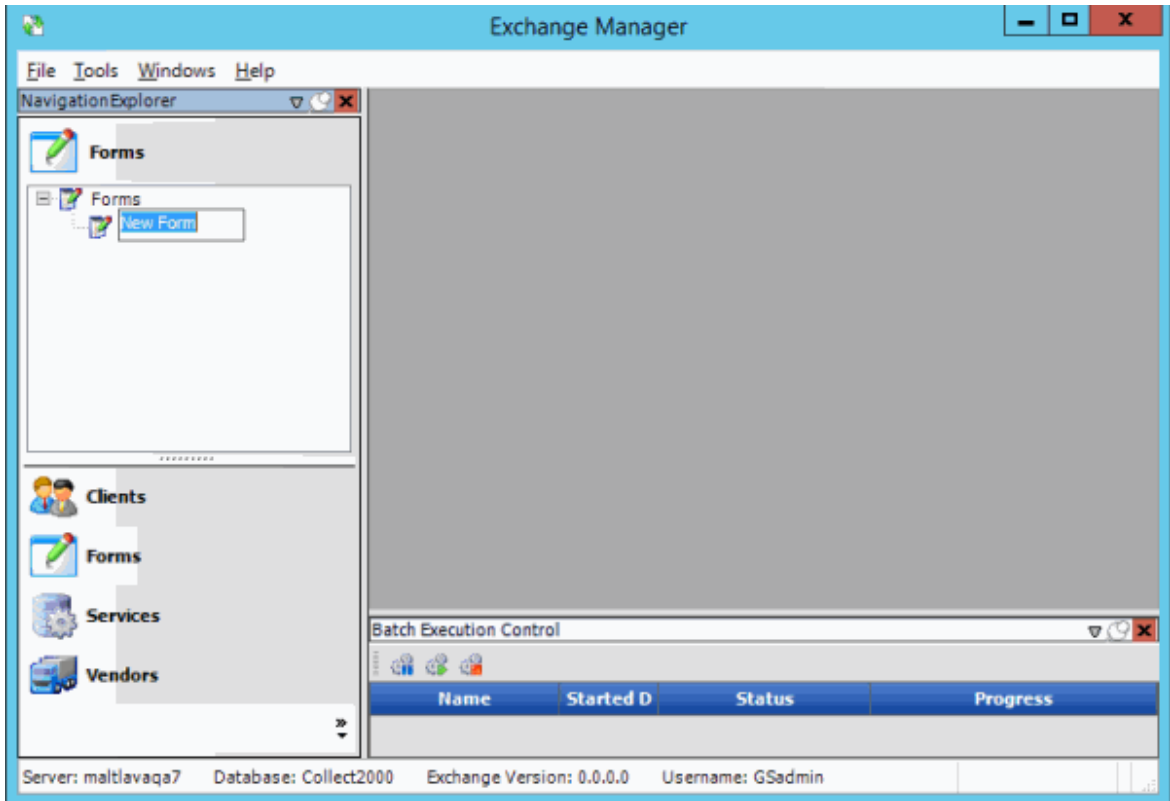 Exchange Manager
File Tools Windows Help
NavigationExplorer
Forms
Forms
New Form
Clients
Forms
Services
Vendors
Batch Execution Control
Name Started D Status Progress
Server: maltlavaqa7 Database: Collect2000 Exchange Version: 0.0.0.0 Username: GSadmin